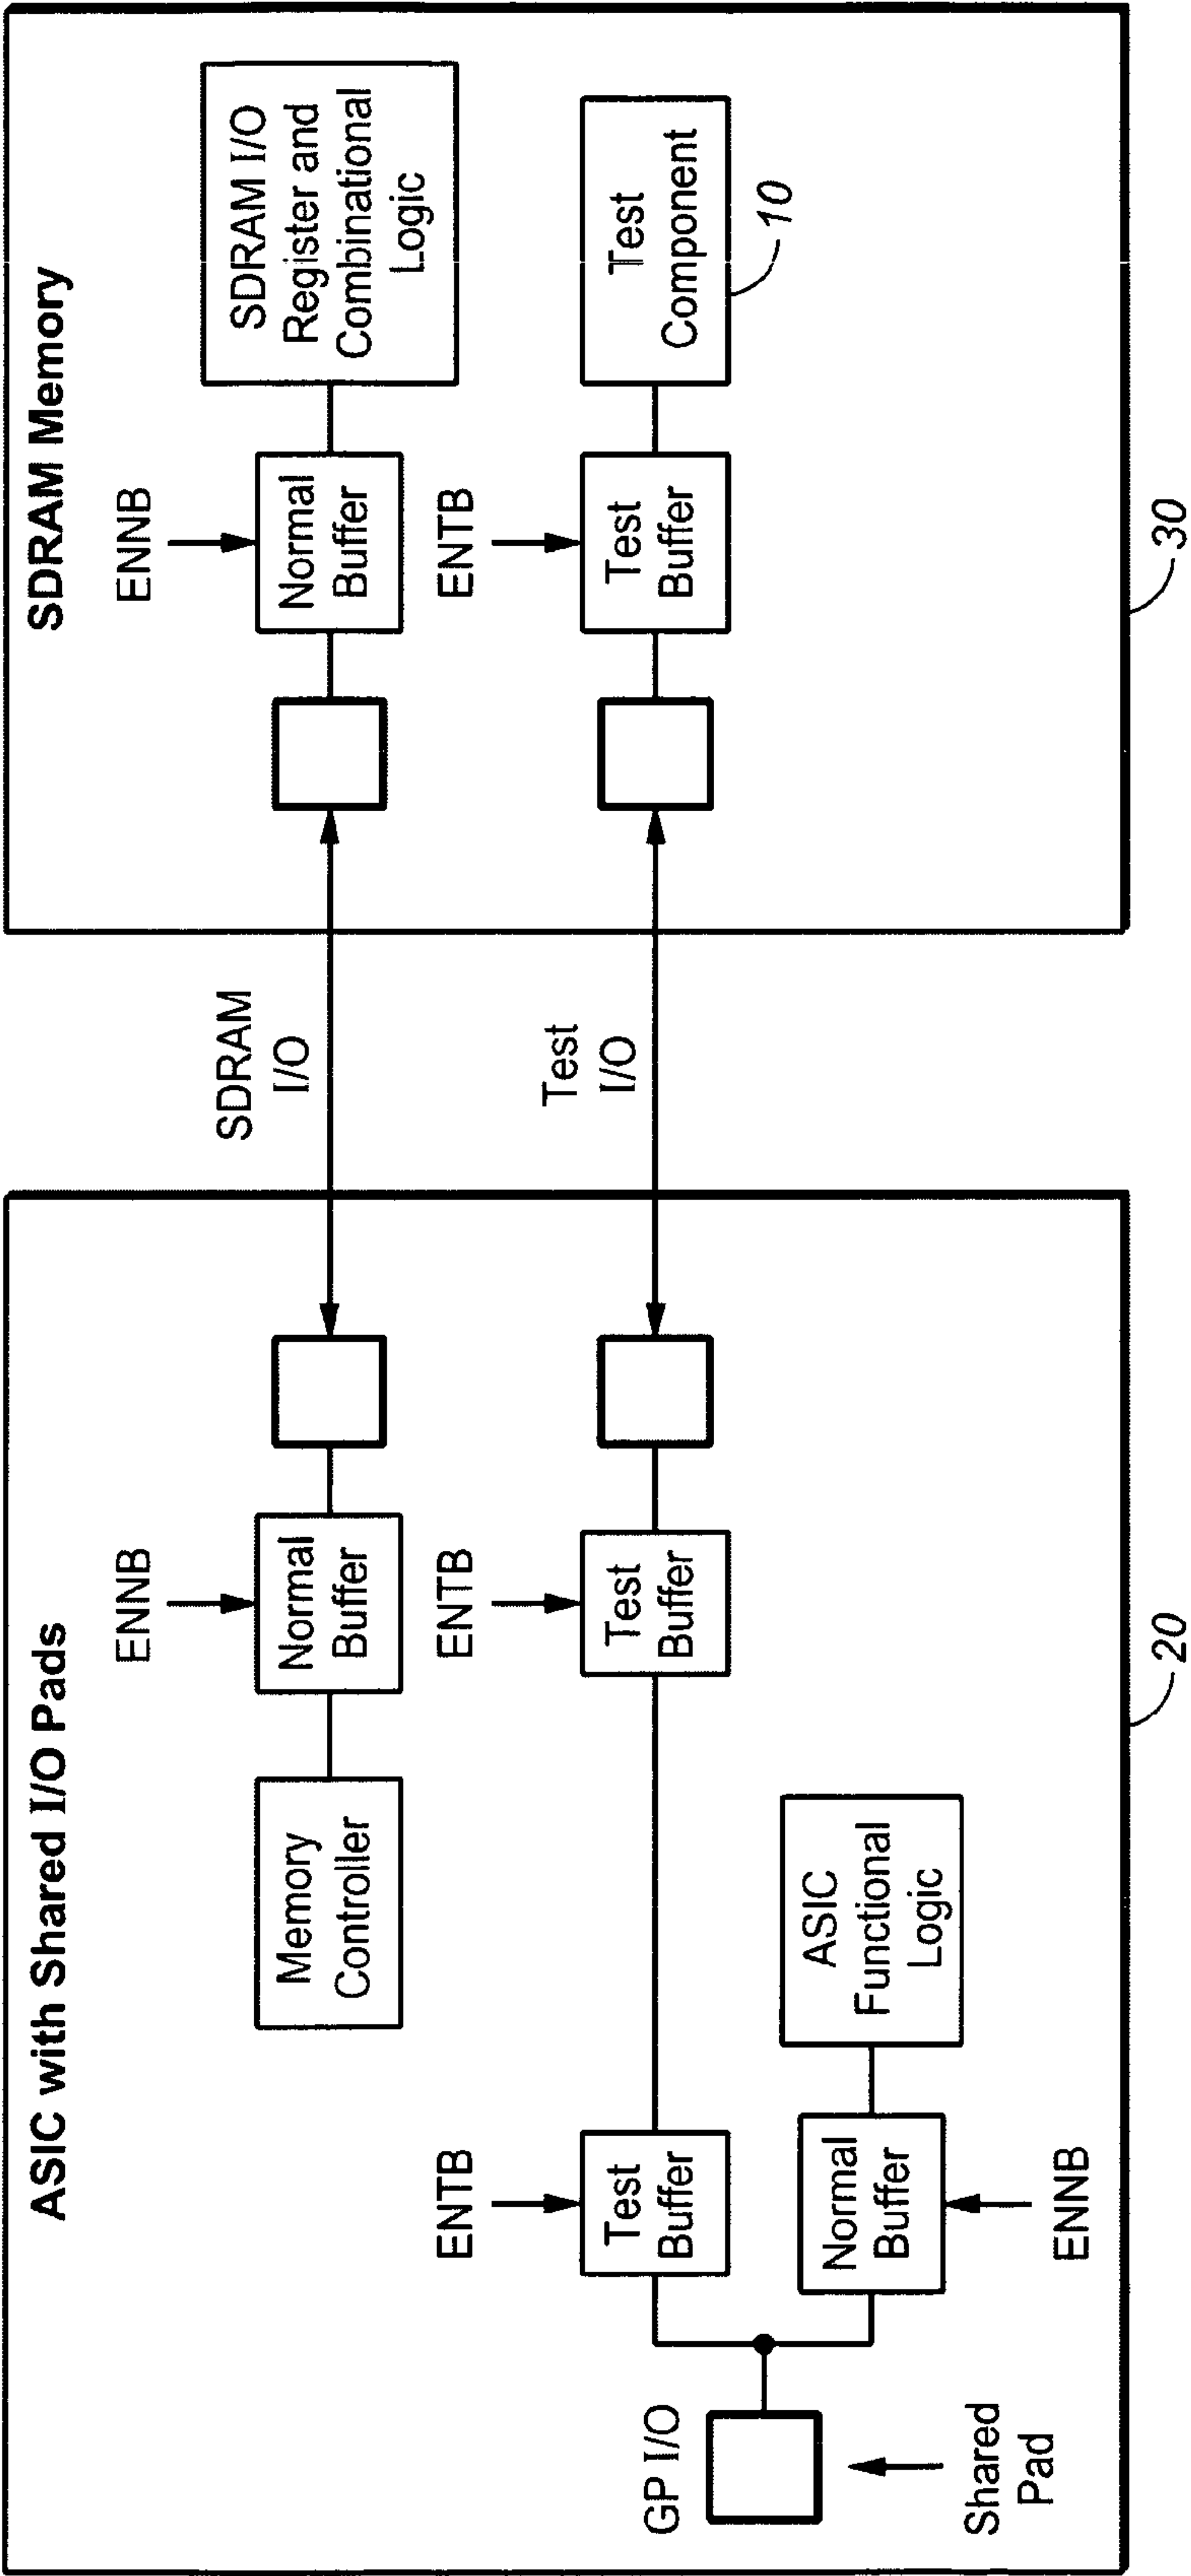 ASIC with Shared I/O Pads
ENNB
Memory
Controller
Normal
Buffer
ENTB
Test
Buffer
ENTB
Test
Buffer
ASIC
Functional
Logic
Normal
Buffer
ENNB
GP I/O
Shared
Pad
20
SDRAM
I/O
Test
I/O
SDRAM Memory
ENNB
Normal
Buffer
SDRAM I/O
Register and
Combinational
Logic
ENTB
Test
Buffer
Test
Component
10
30